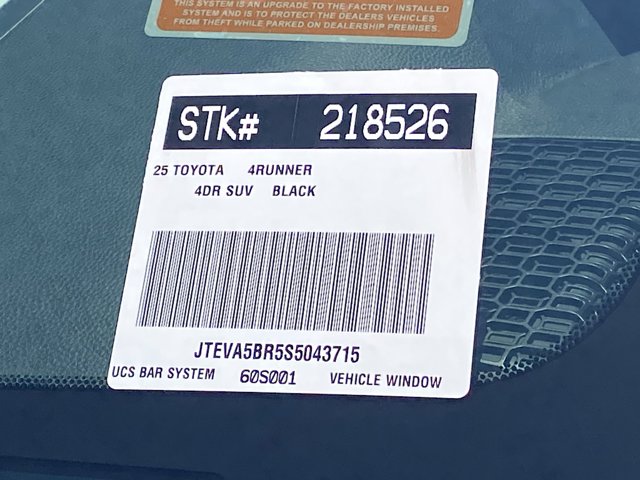 THIS SYSTEM IS AN UPGRADE TO THE FACTORY INSTALLED
SYSTEM AND IS TO PROTECT THE DEALERS VEHICLES
FROM THEFT WHILE PARKED ON DEALERSHIP PREMISES.
STK# 218526
25 TOYOTA 4RUNNER
4DR SUV BLACK
JTEVA5BR5S5043715
UCS BAR SYSTEM 60S001 VEHICLE WINDOW